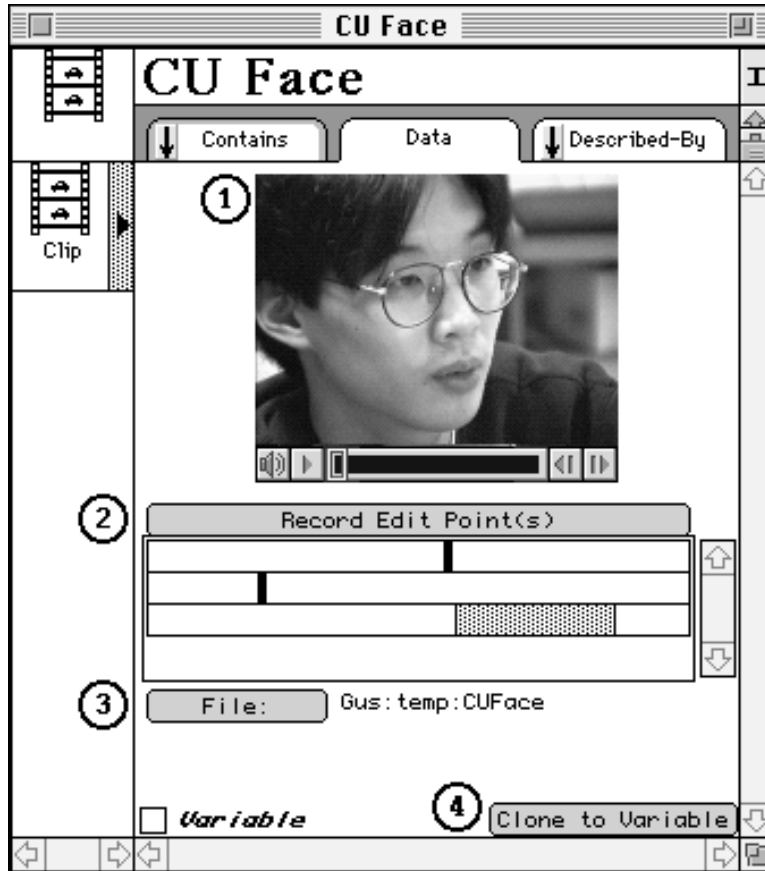 CU Face
CU Face
I
Contains Data Described-By
1
Clip
2 Record Edit Point(s)
3 File: Gus:temp:CUFace
Variable 4 Clone to Variable